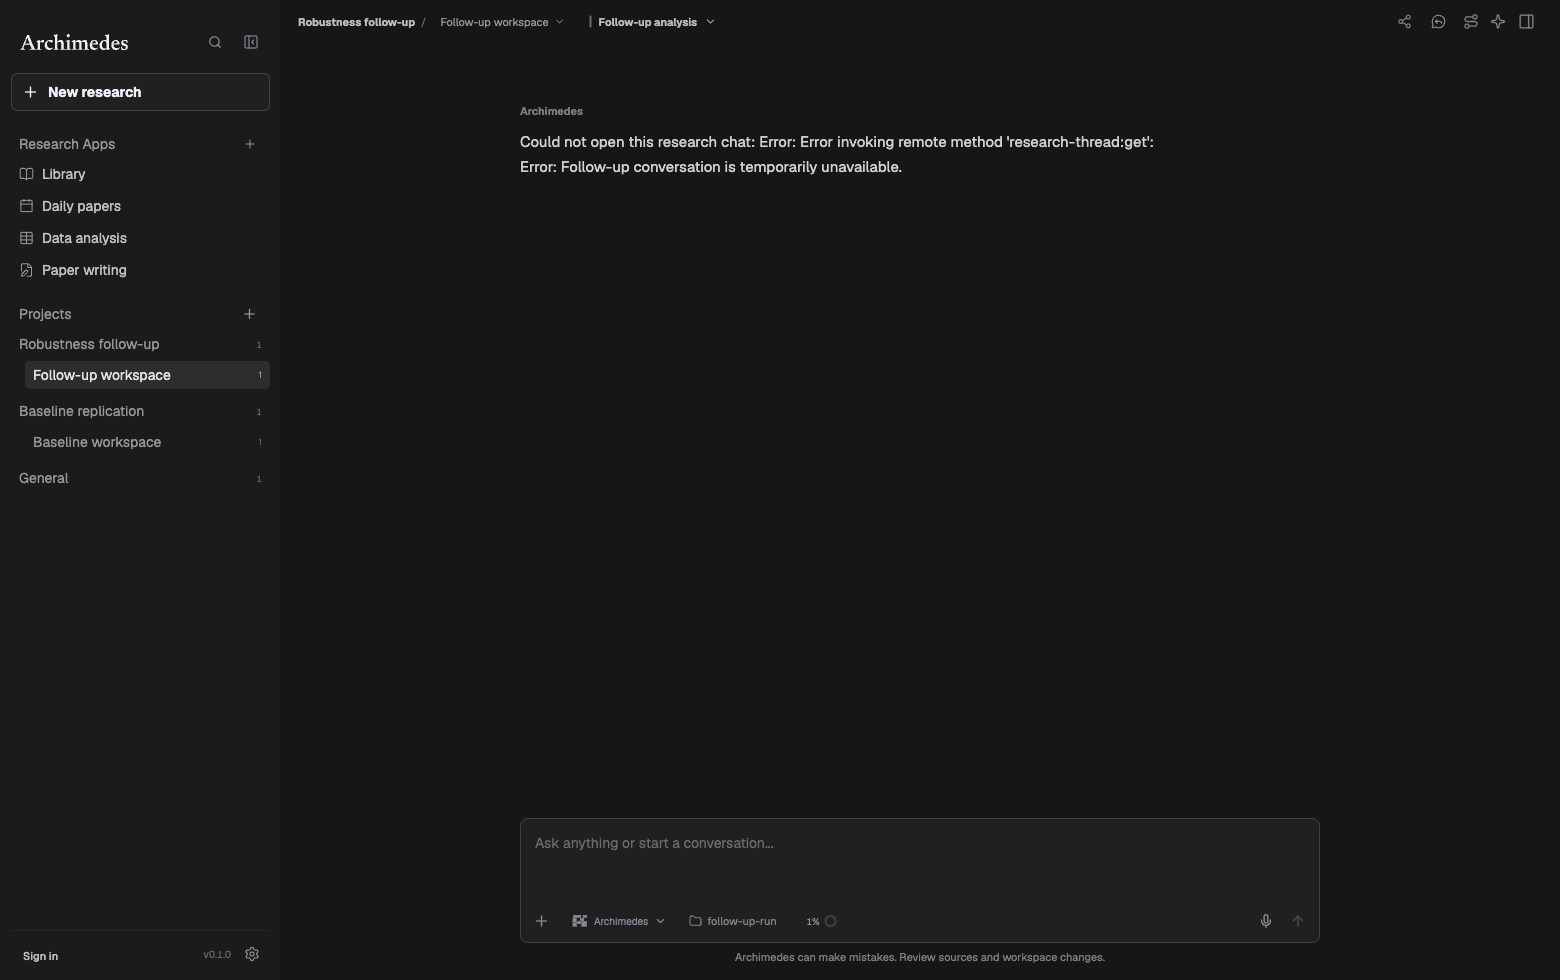 Archimedes
New research
Research Apps
Library
Daily papers
Data analysis
Paper writing
Projects
Robustness follow-up 1
Follow-up workspace 1
Baseline replication 1
Baseline workspace 1
General 1
Sign in v0.1.0
Robustness follow-up / Follow-up workspace | Follow-up analysis
Archimedes
Could not open this research chat: Error: Error invoking remote method 'research-thread:get':
Error: Follow-up conversation is temporarily unavailable.
Ask anything or start a conversation...
Archimedes follow-up-run 1%
Archimedes can make mistakes. Review sources and workspace changes.